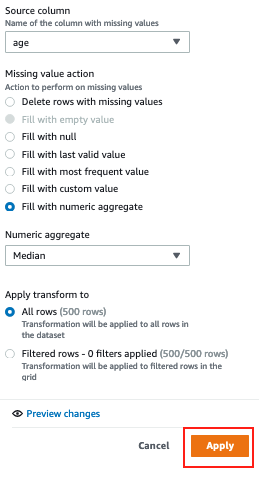 Source column
Name of the column with missing values
age
Missing value action
Action to perform on missing values
Delete rows with missing values
Fill with empty value
Fill with null
Fill with last valid value
Fill with most frequent value
Fill with custom value
Fill with numeric aggregate
Numeric aggregate
Median
Apply transform to
All rows (500 rows)
Transformation will be applied to all rows in
the dataset
Filtered rows - 0 filters applied (500/500 rows)
Transformation will be applied to filtered rows in the
grid
Preview changes
Cancel
Apply